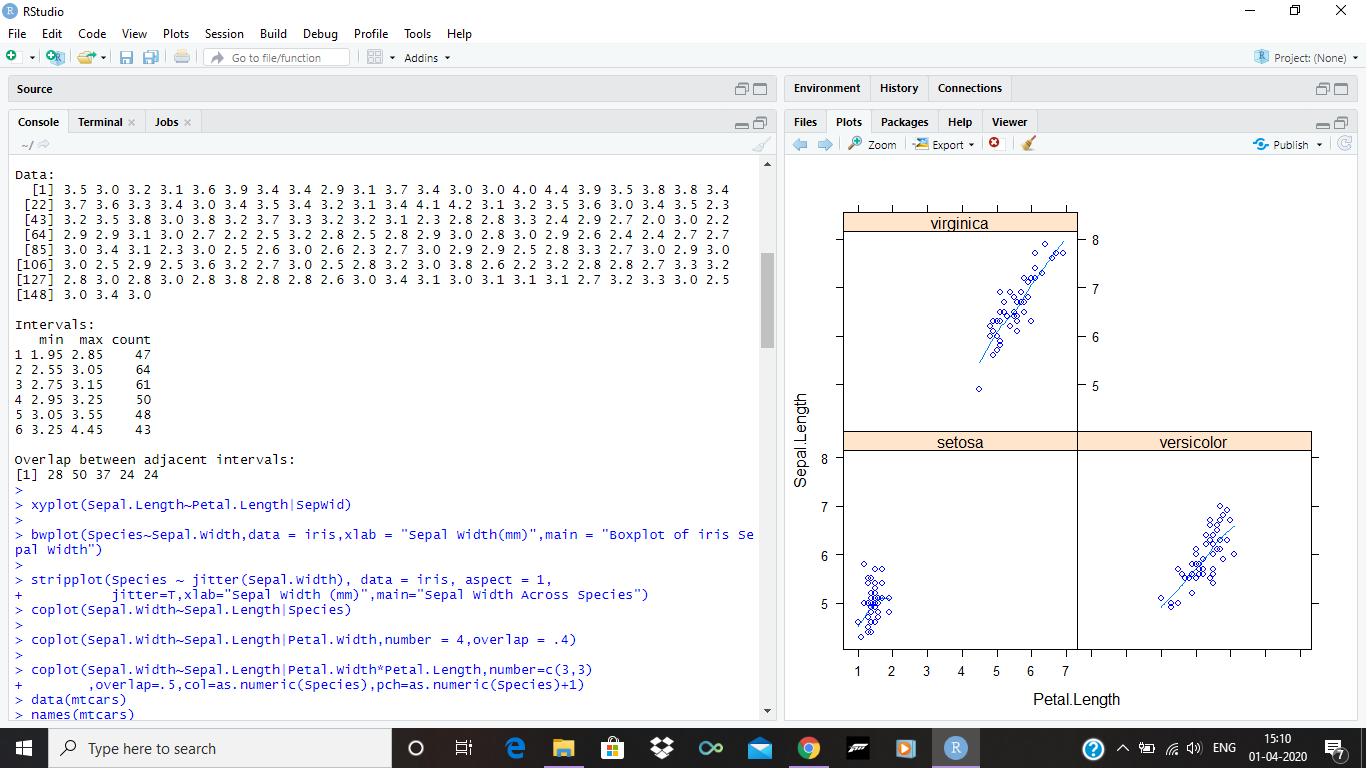 RStudio
File Edit Code View Plots Session Build Debug Profile Tools Help
Go to file/function Addins Project: (None)
Source
Console Terminal Jobs
~/
Data:
[1] 3.5 3.0 3.2 3.1 3.6 3.9 3.4 3.4 2.9 3.1 3.7 3.4 3.0 3.0 4.0 4.4 3.9 3.5 3.8 3.8 3.4
[22] 3.7 3.6 3.3 3.4 3.0 3.4 3.5 3.4 3.2 3.1 3.4 4.1 4.2 3.1 3.2 3.5 3.6 3.0 3.4 3.5 2.3
[43] 3.2 3.5 3.8 3.0 3.8 3.2 3.7 3.3 3.2 3.2 3.1 2.3 2.8 2.8 3.3 2.4 2.9 2.7 2.0 3.0 2.2
[64] 2.9 2.9 3.1 3.0 2.7 2.2 2.5 3.2 2.8 2.5 2.8 2.9 3.0 2.8 3.0 2.9 2.6 2.4 2.4 2.7 2.7
[85] 3.0 3.4 3.1 2.3 3.0 2.5 2.6 3.0 2.6 2.3 2.7 3.0 2.9 2.9 2.5 2.8 3.3 2.7 3.0 2.9 3.0
[106] 3.0 2.5 2.9 2.5 3.6 3.2 2.7 3.0 2.5 2.8 3.2 3.0 3.8 2.6 2.2 3.2 2.8 2.8 2.7 3.3 3.2
[127] 2.8 3.0 2.8 3.0 2.8 3.8 2.8 2.8 2.6 3.0 3.4 3.1 3.0 3.1 3.1 3.1 2.7 3.2 3.3 3.0 2.5
[148] 3.0 3.4 3.0
Intervals:
min max count
1 1.95 2.85 47
2 2.55 3.05 64
3 2.75 3.15 61
4 2.95 3.25 50
5 3.05 3.55 48
6 3.25 4.45 43
Overlap between adjacent intervals:
[1] 28 50 37 24 24
>
> xyplot(Sepal.Length~Petal.Length|SepWid)
>
> bwplot(Species~Sepal.Width,data = iris,xlab = "Sepal Width(mm)",main = "Boxplot of iris Se
pal Width")
>
> stripplot(Species ~ jitter(Sepal.Width), data = iris, aspect = 1,
+ jitter=T,xlab="Sepal Width (mm)",main="Sepal Width Across Species")
> coplot(Sepal.Width~Sepal.Length|Species)
>
> coplot(Sepal.Width~Sepal.Length|Petal.Width,number = 4,overlap = .4)
>
> coplot(Sepal.Width~Sepal.Length|Petal.Width*Petal.Length,number=c(3,3)
+ ,overlap=.5,col=as.numeric(Species),pch=as.numeric(Species)+1)
> data(mtcars)
> names(mtcars)
Environment History Connections
Files Plots Packages Help Viewer
Zoom Export Publish
virginica
8
7
6
5
Sepal.Length
setosa versicolor
8
7
6
5
1 2 3 4 5 6 7
Petal.Length
Type here to search
ENG
15:10
01-04-2020
7